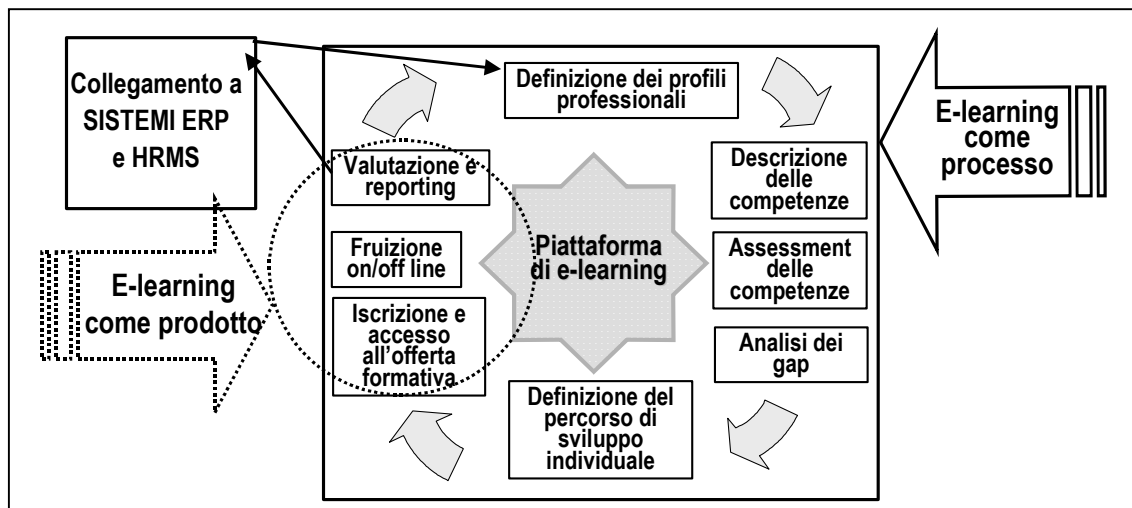 Collegamento a
SISTEMI ERP
e HRMS
Definizione dei profili
professionali
E-learning
come
processo
Valutazione e
reporting
Descrizione
delle
competenze
Fruizione
on/off line
Piattaforma
di e-learning
Assessment
delle
competenze
E-learning
come prodotto
Iscrizione e
accesso
all’offerta
formativa
Analisi dei
gap
Definizione del
percorso di
sviluppo
individuale